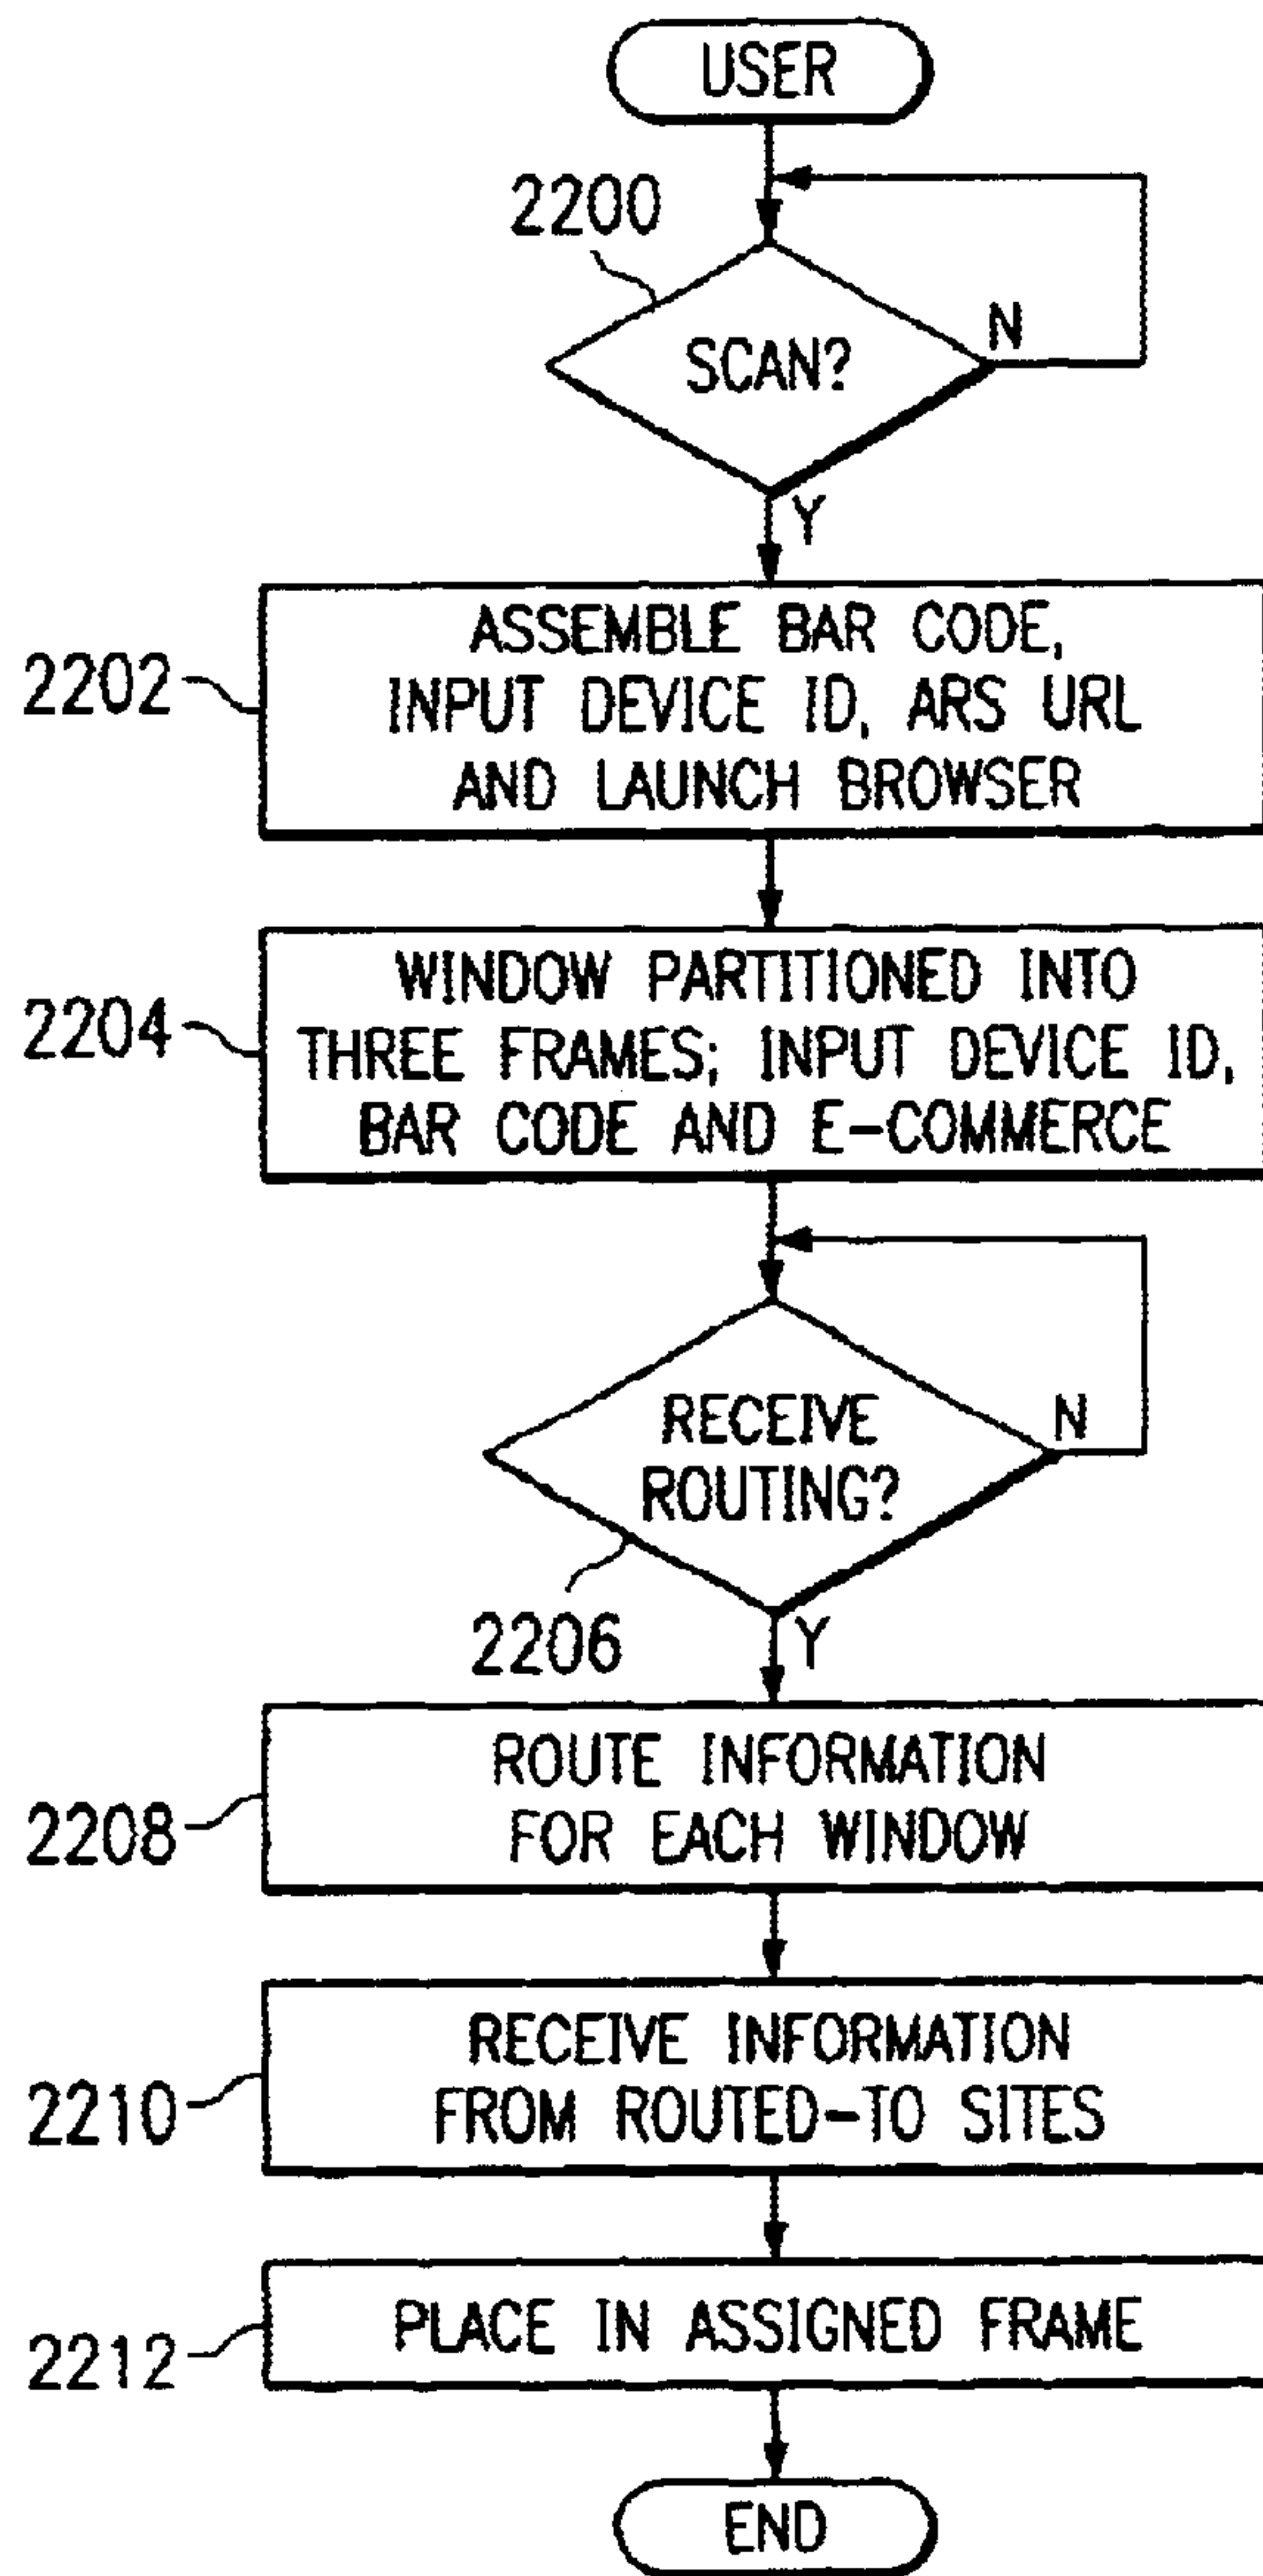 USER
2200
SCAN?
N
Y
2202
ASSEMBLE BAR CODE,
INPUT DEVICE ID, ARS URL
AND LAUNCH BROWSER
2204
WINDOW PARTITIONED INTO
THREE FRAMES; INPUT DEVICE ID,
BAR CODE AND E-COMMERCE
RECEIVE
ROUTING?
N
2206
Y
2208
ROUTE INFORMATION
FOR EACH WINDOW
2210
RECEIVE INFORMATION
FROM ROUTED-TO SITES
2212
PLACE IN ASSIGNED FRAME
END